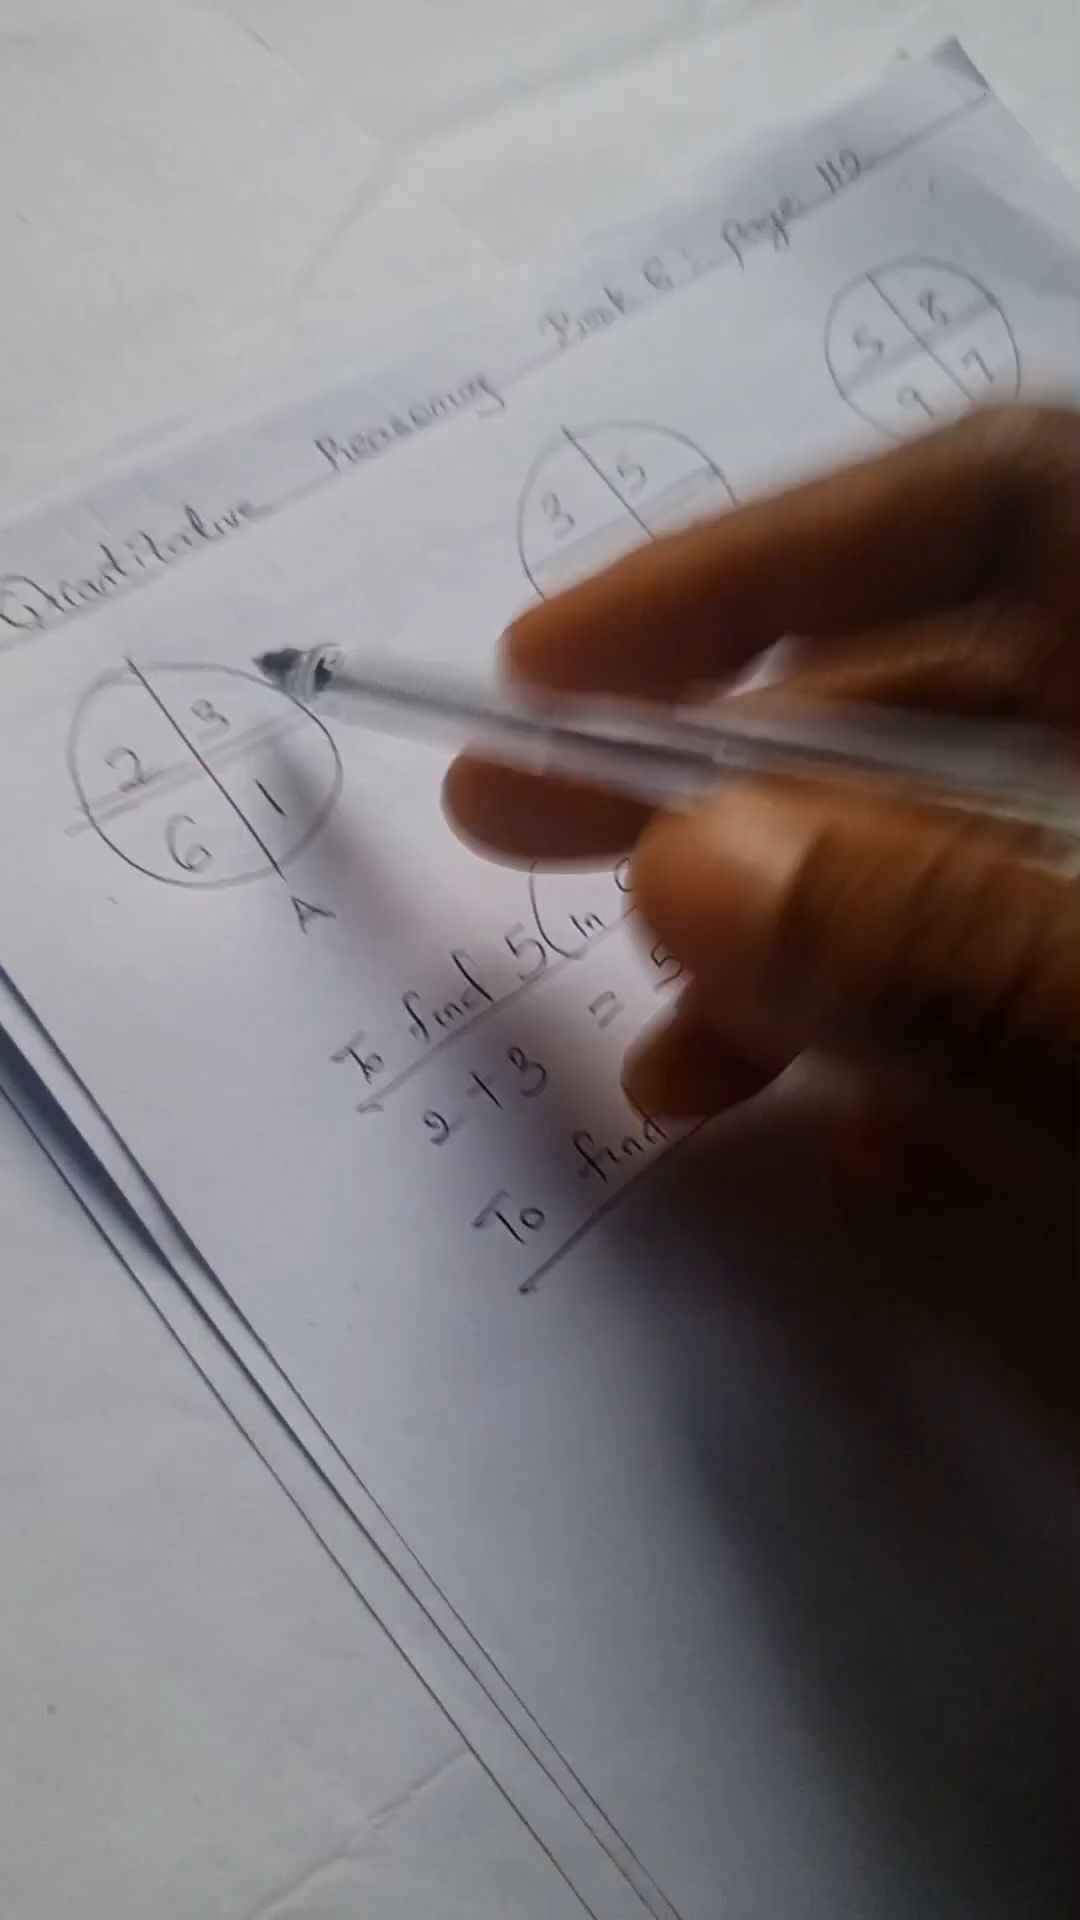 Quantitative Reasoning Book 6: Page 112
5 8
9 7
3 5
2 3
6 1
A
To find 5 (in
2 + 3 = 5
To find